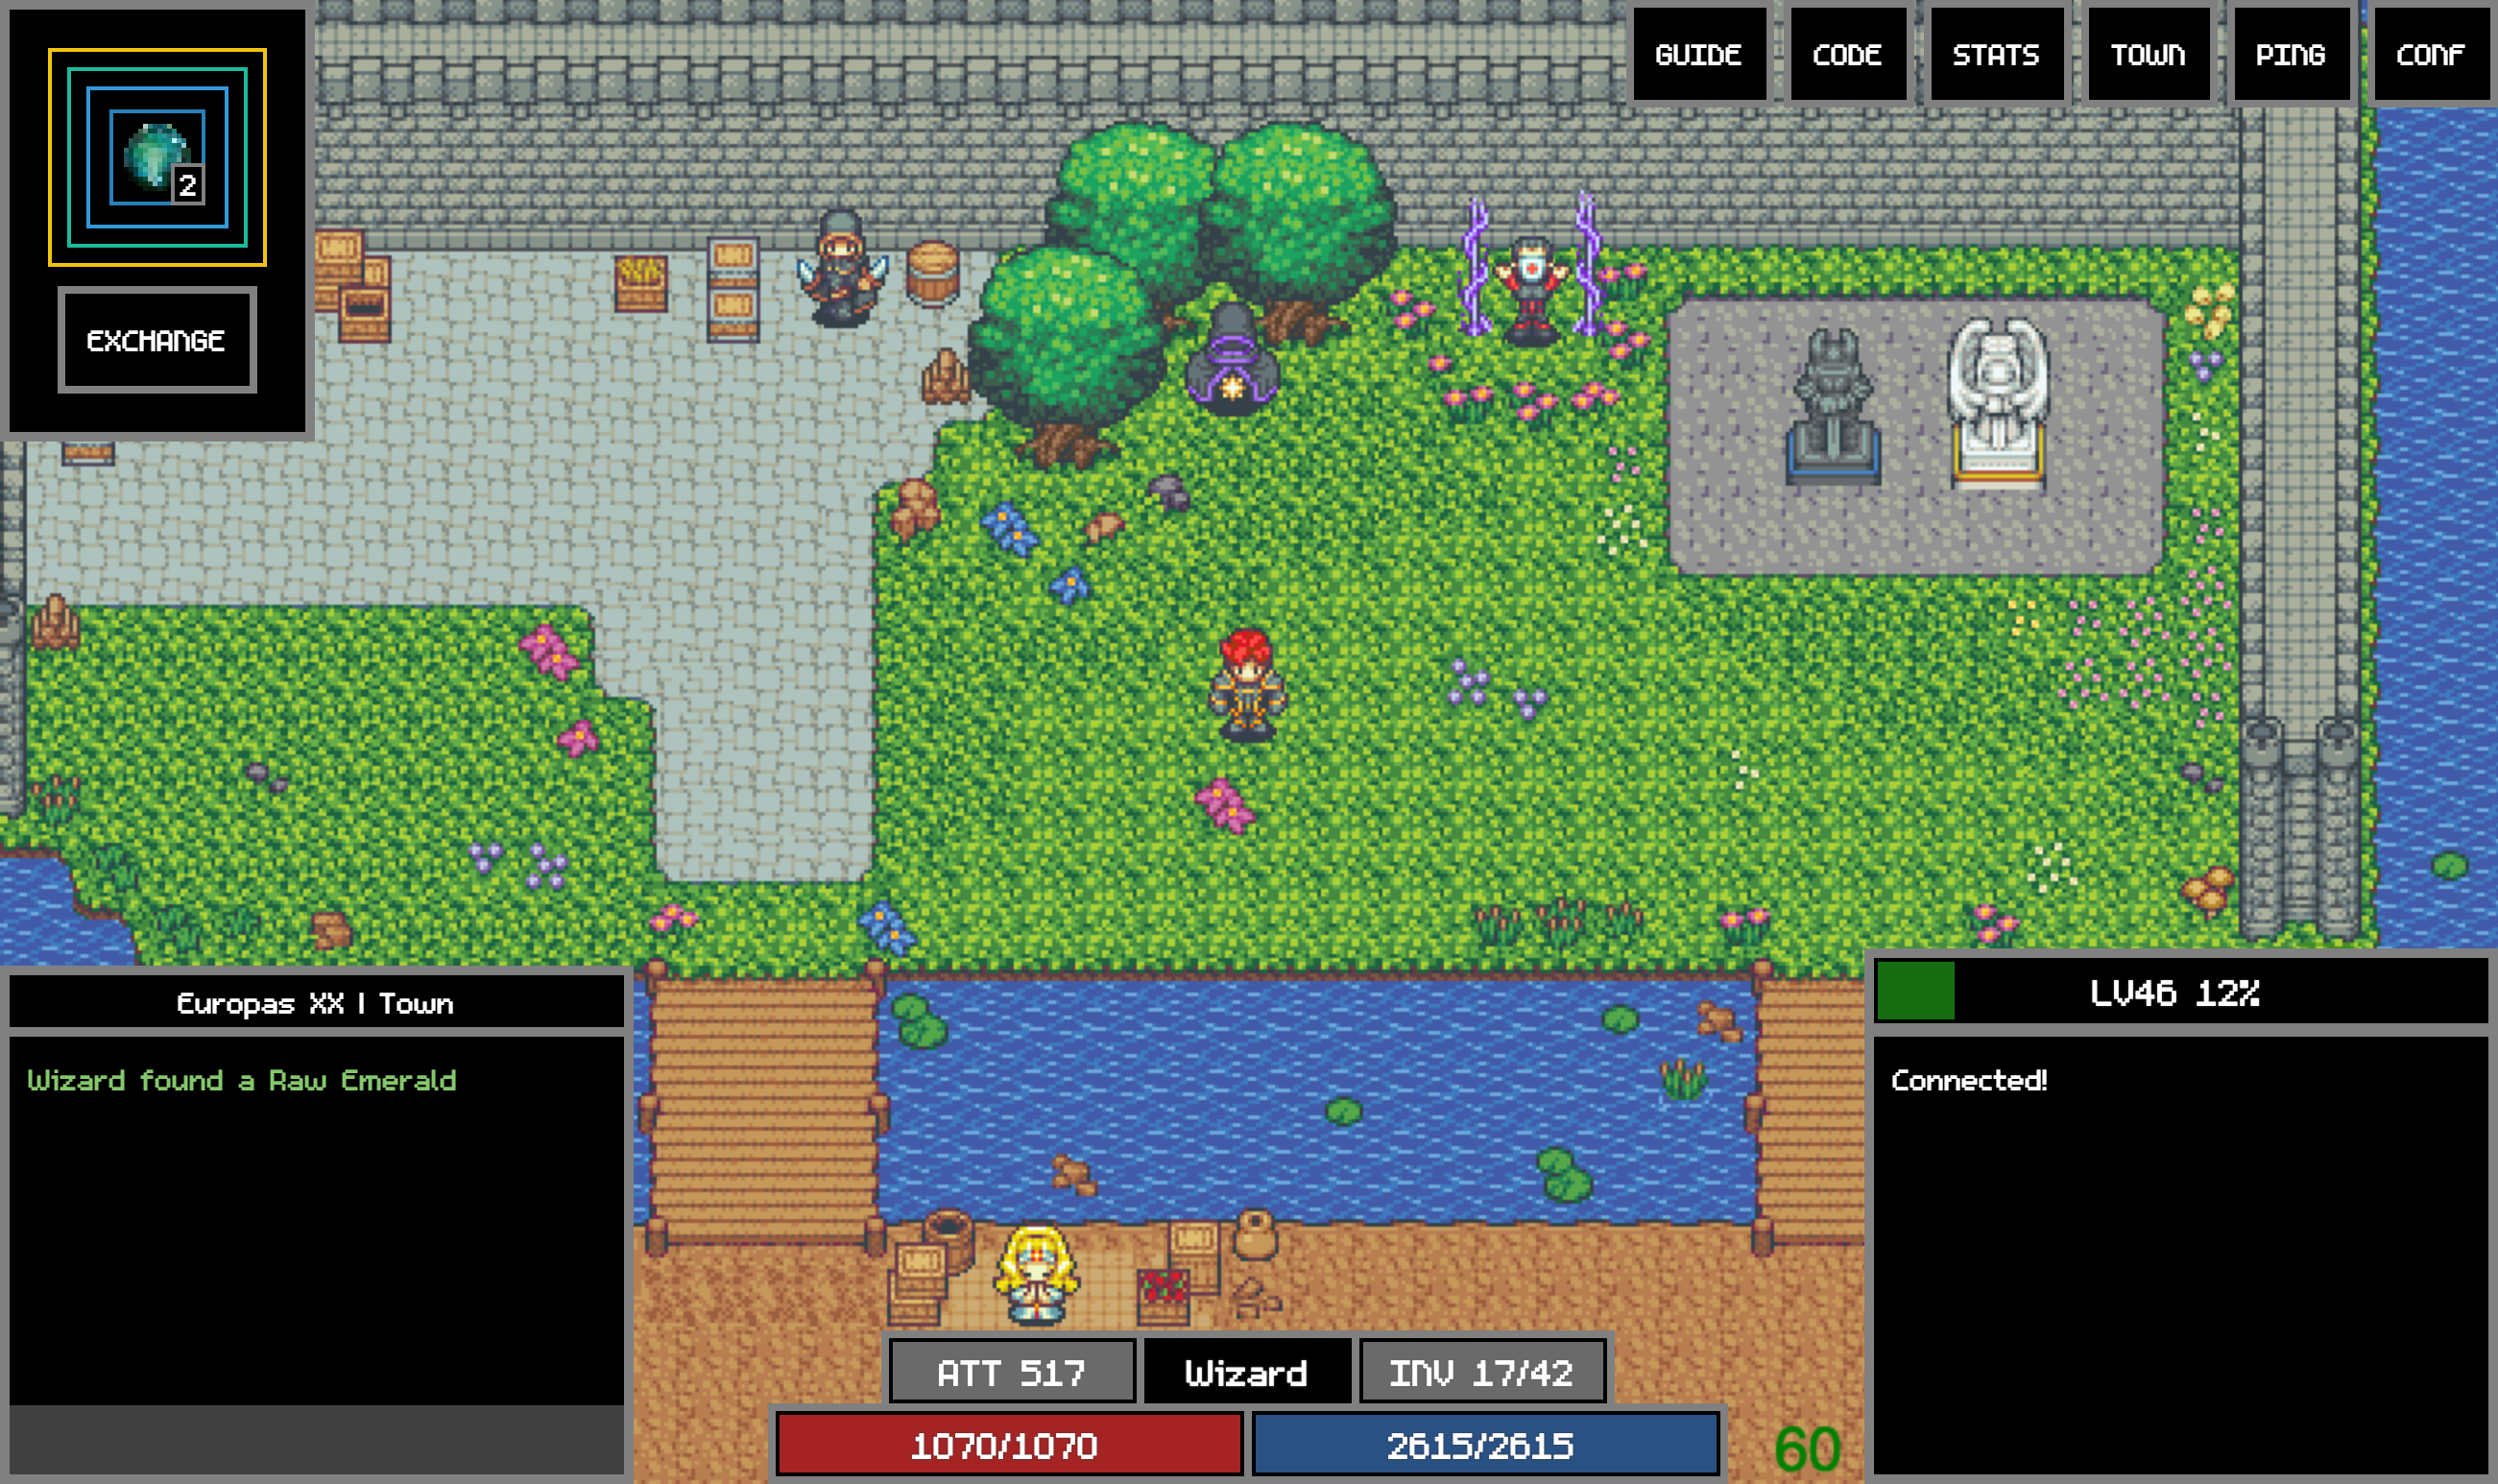 GUIDE
CODE
STATS
TOWN
PING
CONF
2
EXCHANGE
Europas XX | Town
Wizard found a Raw Emerald
LV46 12%
Connected!
ATT 517
Wizard
INV 17/42
1070/1070
2615/2615
60